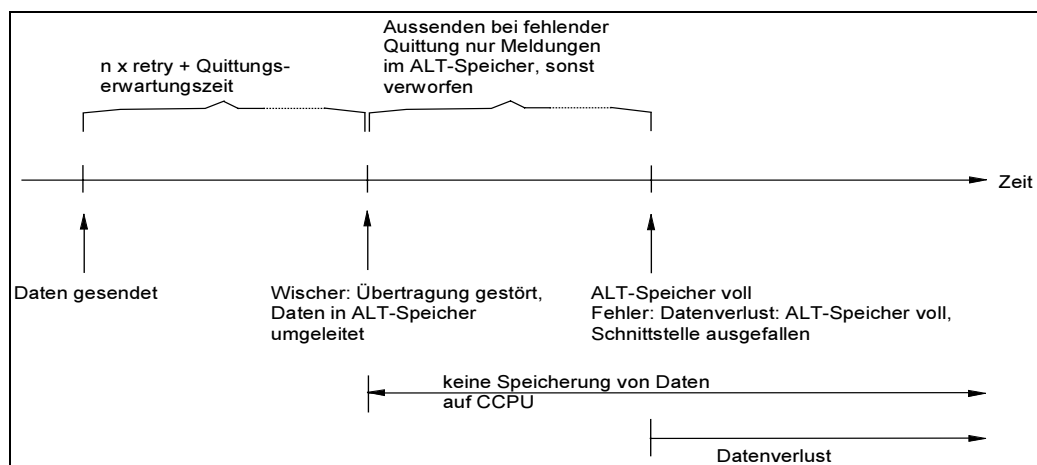 Aussenden bei fehlender
Quittung nur Meldungen
im ALT-Speicher, sonst
verworfen
n x retry + Quittungs-
erwartungszeit
Zeit
Daten gesendet
Wischer: Übertragung gestört,
Daten in ALT-Speicher
umgeleitet
ALT-Speicher voll
Fehler: Datenverlust: ALT-Speicher voll,
Schnittstelle ausgefallen
keine Speicherung von Daten
auf CCPU
Datenverlust